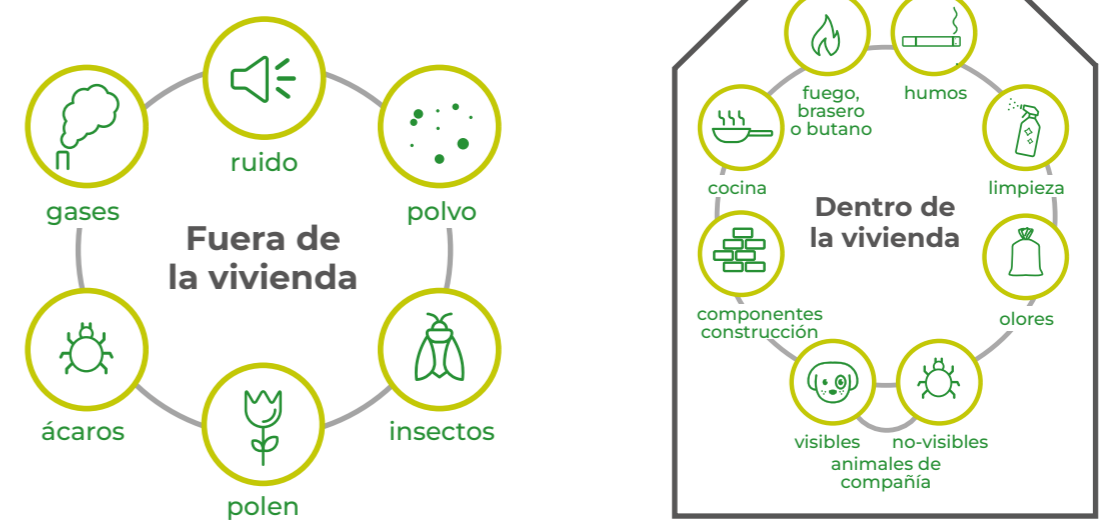 ruido
gases
polvo
Fuera de
la vivienda
ácaros
insectos
polen
fuego,
brasero
o butano
humos
cocina
limpieza
Dentro de
la vivienda
componentes
construcción
olores
visibles
no-visibles
animales de
compañía